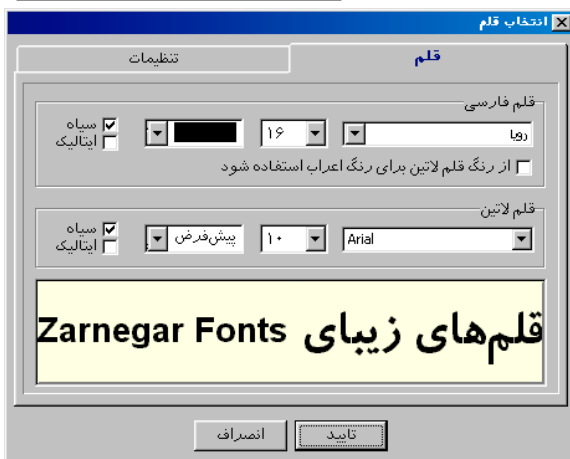 انتخاب قلم
قلم تنظیمات
قلم فارسی
رویا ۱۶ سیاه
ایتالیک
از رنگ قلم لاتین برای رنگ اعراب استفاده شود
قلم لاتین
Arial ۱۰ پیش‌فرض سیاه
ایتالیک
قلم‌های زیبای Zarnegar Fonts
تایید انصراف